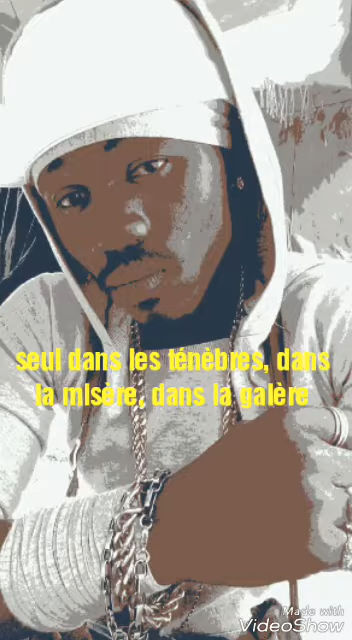 seul dans les ténèbres, dans
la misère, dans la galère
Made with
VideoShow